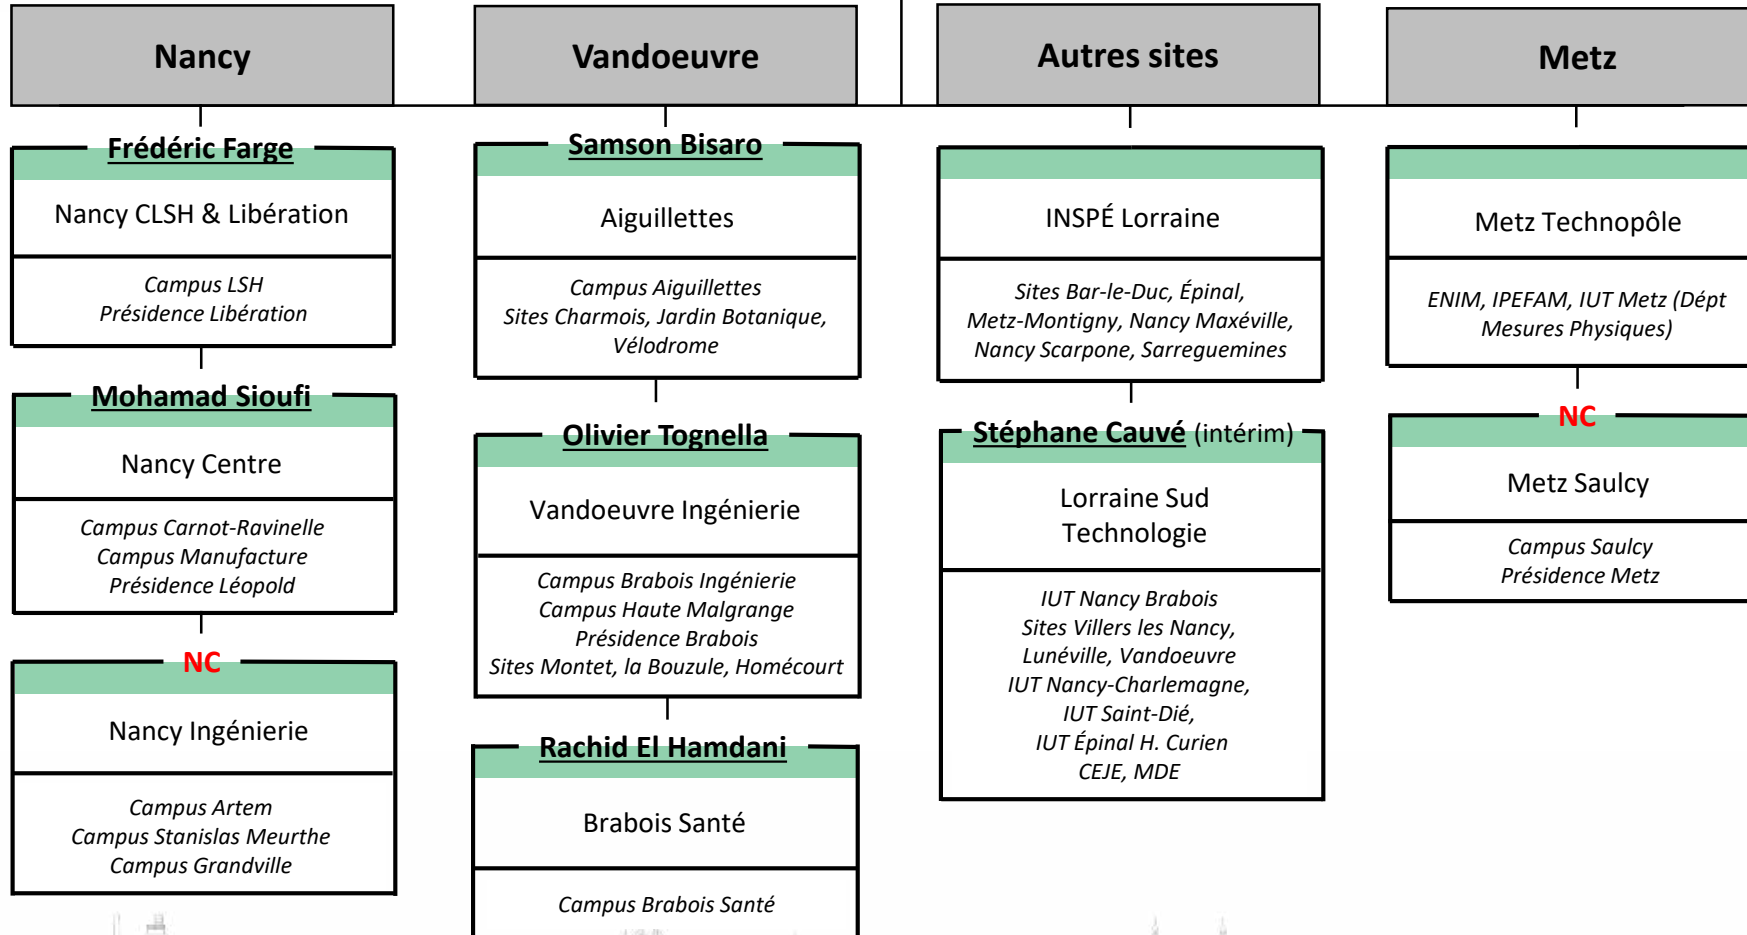 Nancy
Frédéric Farge
Nancy CLSH & Libération
Campus LSH
Présidence Libération
Mohamad Sioufi
Nancy Centre
Campus Carnot-Ravinelle
Campus Manufacture
Présidence Léopold
NC
Nancy Ingénierie
Campus Artem
Campus Stanislas Meurthe
Campus Grandville
Vandoeuvre
Samson Bisaro
Aiguillettes
Campus Aiguillettes
Sites Charmois, Jardin Botanique,
Vélodrome
Olivier Tognella
Vandoeuvre Ingénierie
Campus Brabois Ingénierie
Campus Haute Malgrange
Présidence Brabois
Sites Montet, la Bouzule, Homécourt
Rachid El Hamdani
Brabois Santé
Campus Brabois Santé
Autres sites
INSPÉ Lorraine
Sites Bar-le-Duc, Épinal,
Metz-Montigny, Nancy Maxéville,
Nancy Scarpone, Sarreguemines
Stéphane Cauvé (intérim)
Lorraine Sud
Technologie
IUT Nancy Brabois
Sites Villers les Nancy,
Lunéville, Vandoeuvre
IUT Nancy-Charlemagne,
IUT Saint-Dié,
IUT Épinal H. Curien
CEJE, MDE
Metz
Metz Technopôle
ENIM, IPEFAM, IUT Metz (Dépt
Mesures Physiques)
NC
Metz Saulcy
Campus Saulcy
Présidence Metz